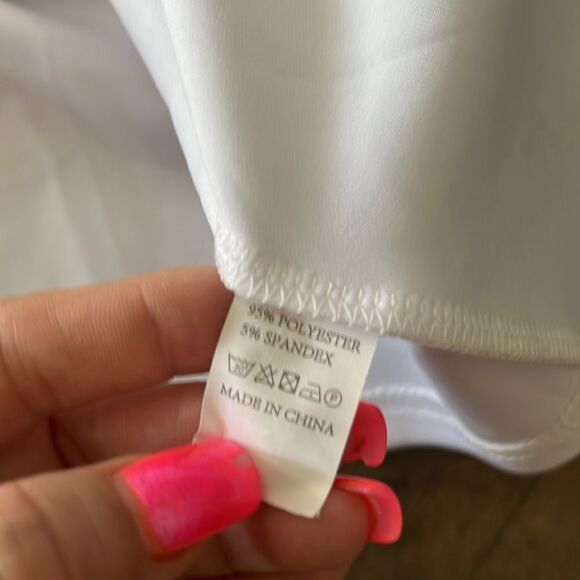 95% POLYESTER
5% SPANDEX
P
MADE IN CHINA